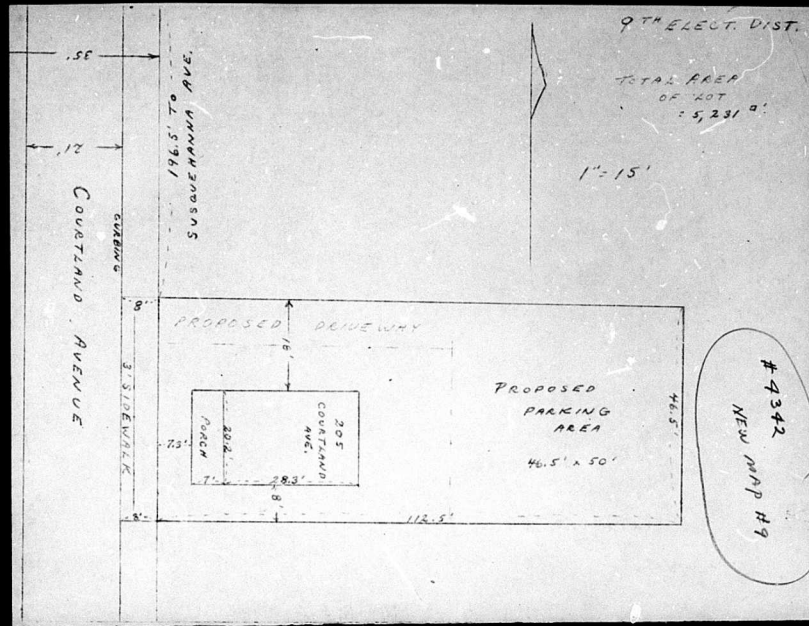 9TH ELECT. DIST.
TOTAL AREA
OF LOT
= 5,231 □'
1" = 15'
35'
21'
196.5' TO
SUSQUEHANNA AVE.
COURTLAND AVENUE
CURBING
3' SIDEWALK
8'
PROPOSED DRIVEWAY
16'
PROPOSED
PARKING
AREA
46.5' x 50'
46.5'
205
COURTLAND
AVE.
PORCH
20.2'
7.3'
7'
28.3'
8'
8'
112.5'
#4342
NEW MAP #9